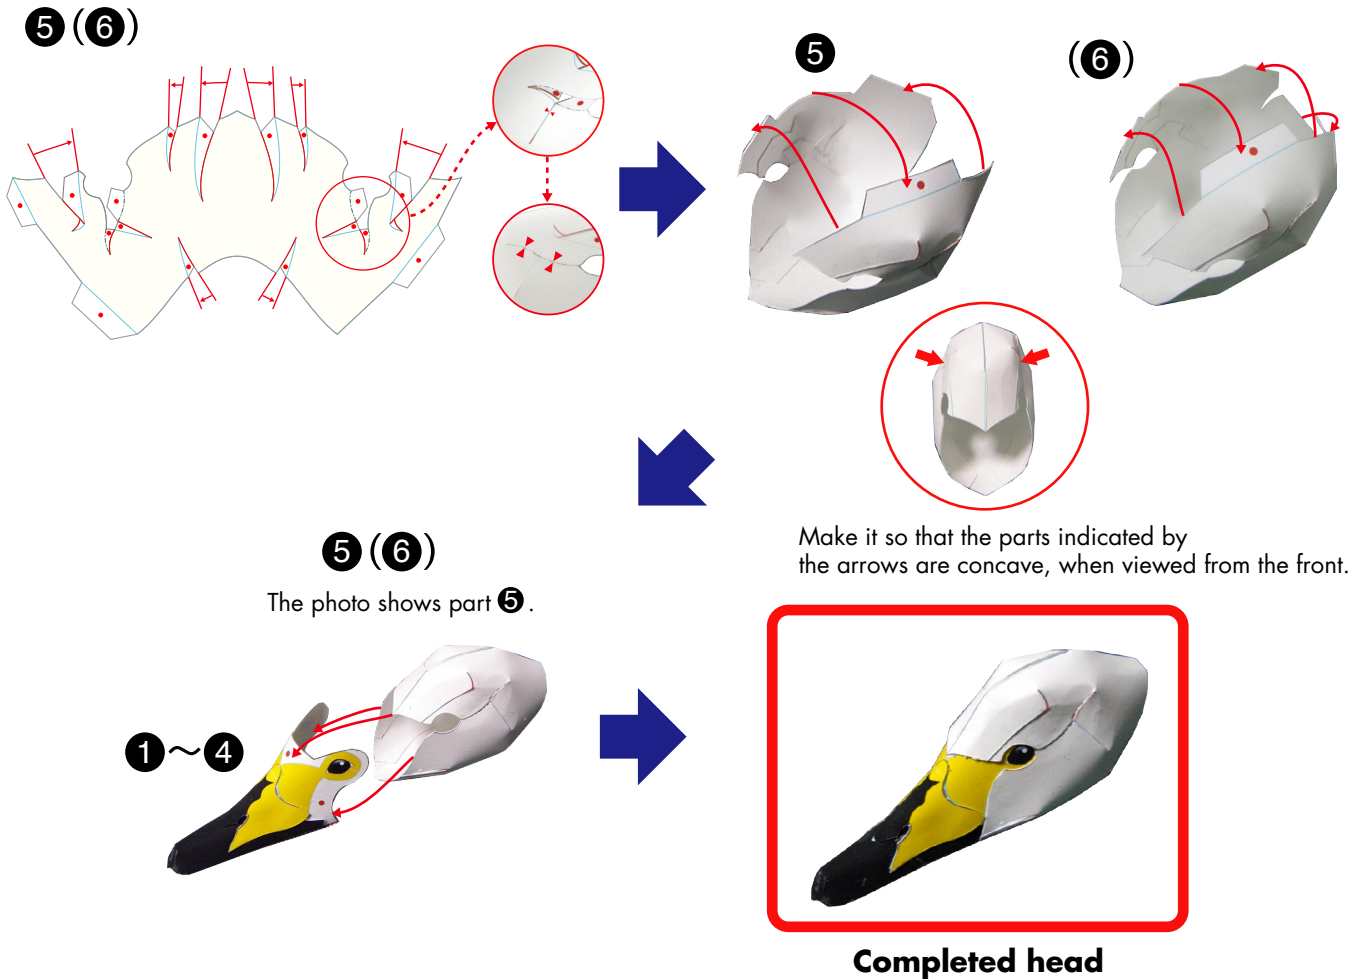 ❺(❻)
❺
(❻)
Make it so that the parts indicated by
the arrows are concave, when viewed from the front.
❺(❻)
The photo shows part ❺.
❶～❹
Completed head